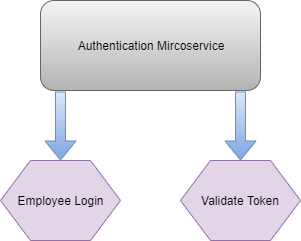 Authentication Mircoservice
Employee Login
Validate Token